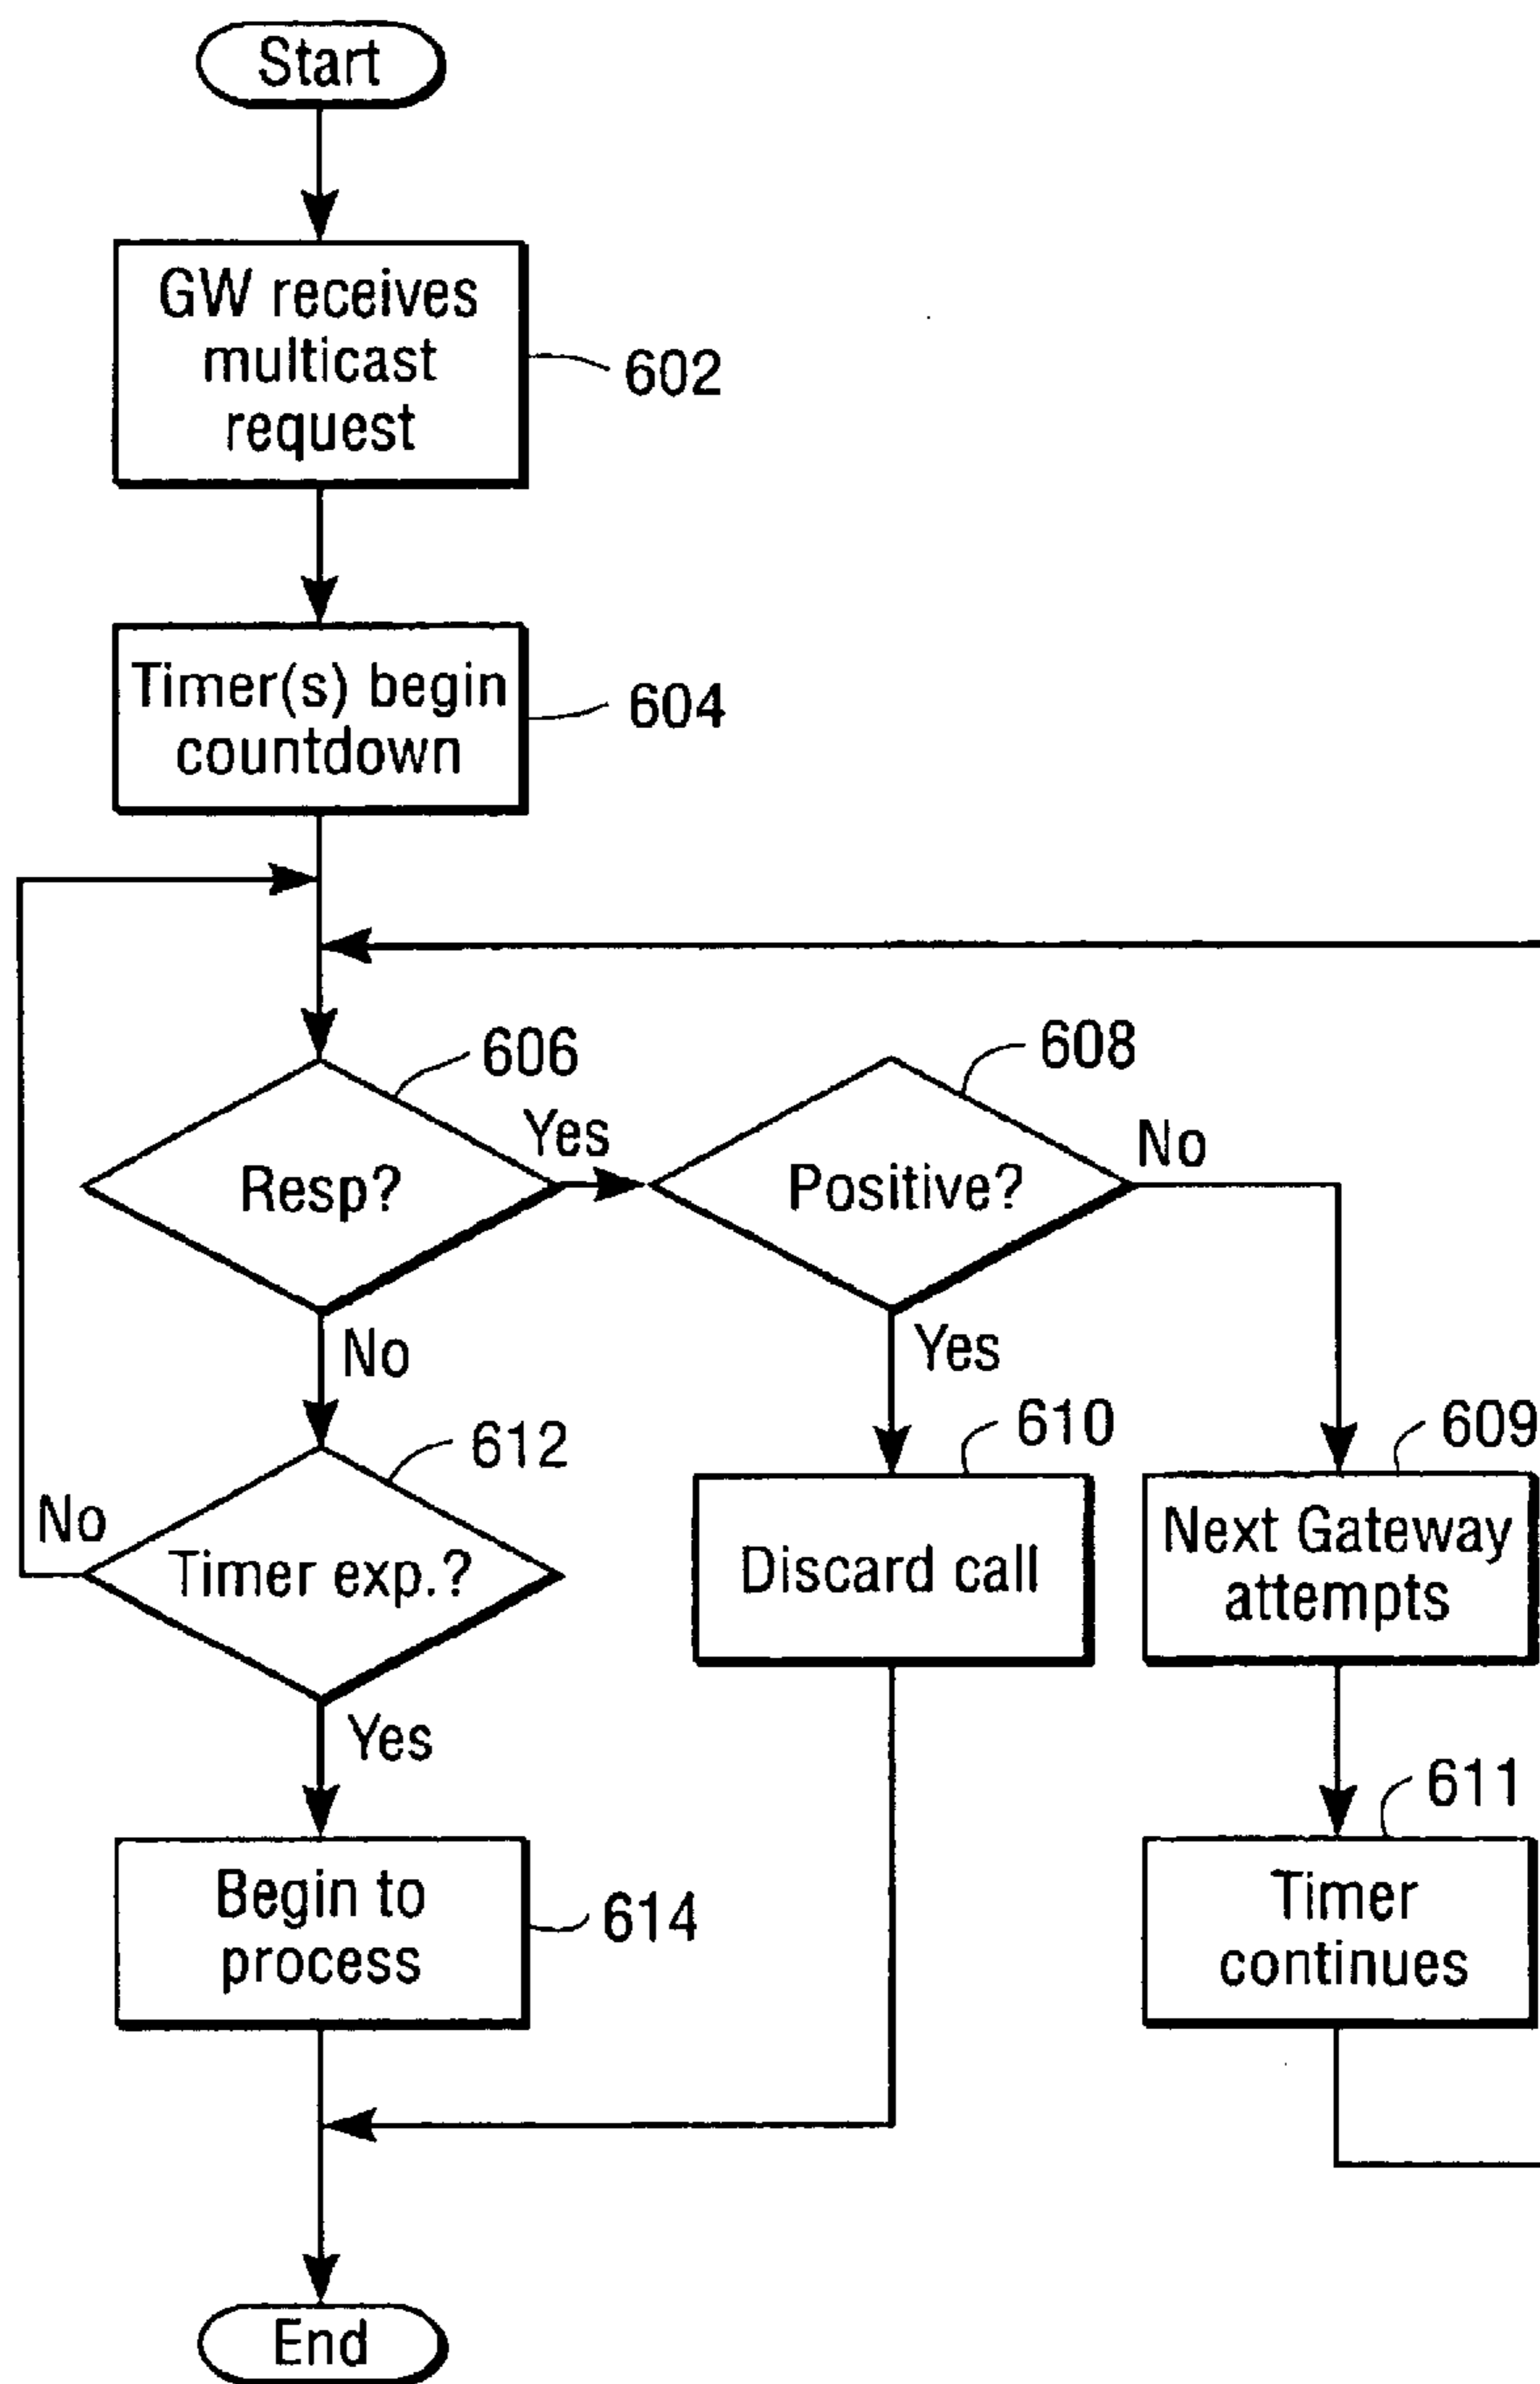 Start
GW receives
multicast
request
602
Timer(s) begin
countdown
604
606
608
Yes
No
Resp?
Positive?
No
Yes
612
610
609
No
Timer exp.?
Discard call
Next Gateway
attempts
Yes
611
Begin to
process
614
Timer
continues
End